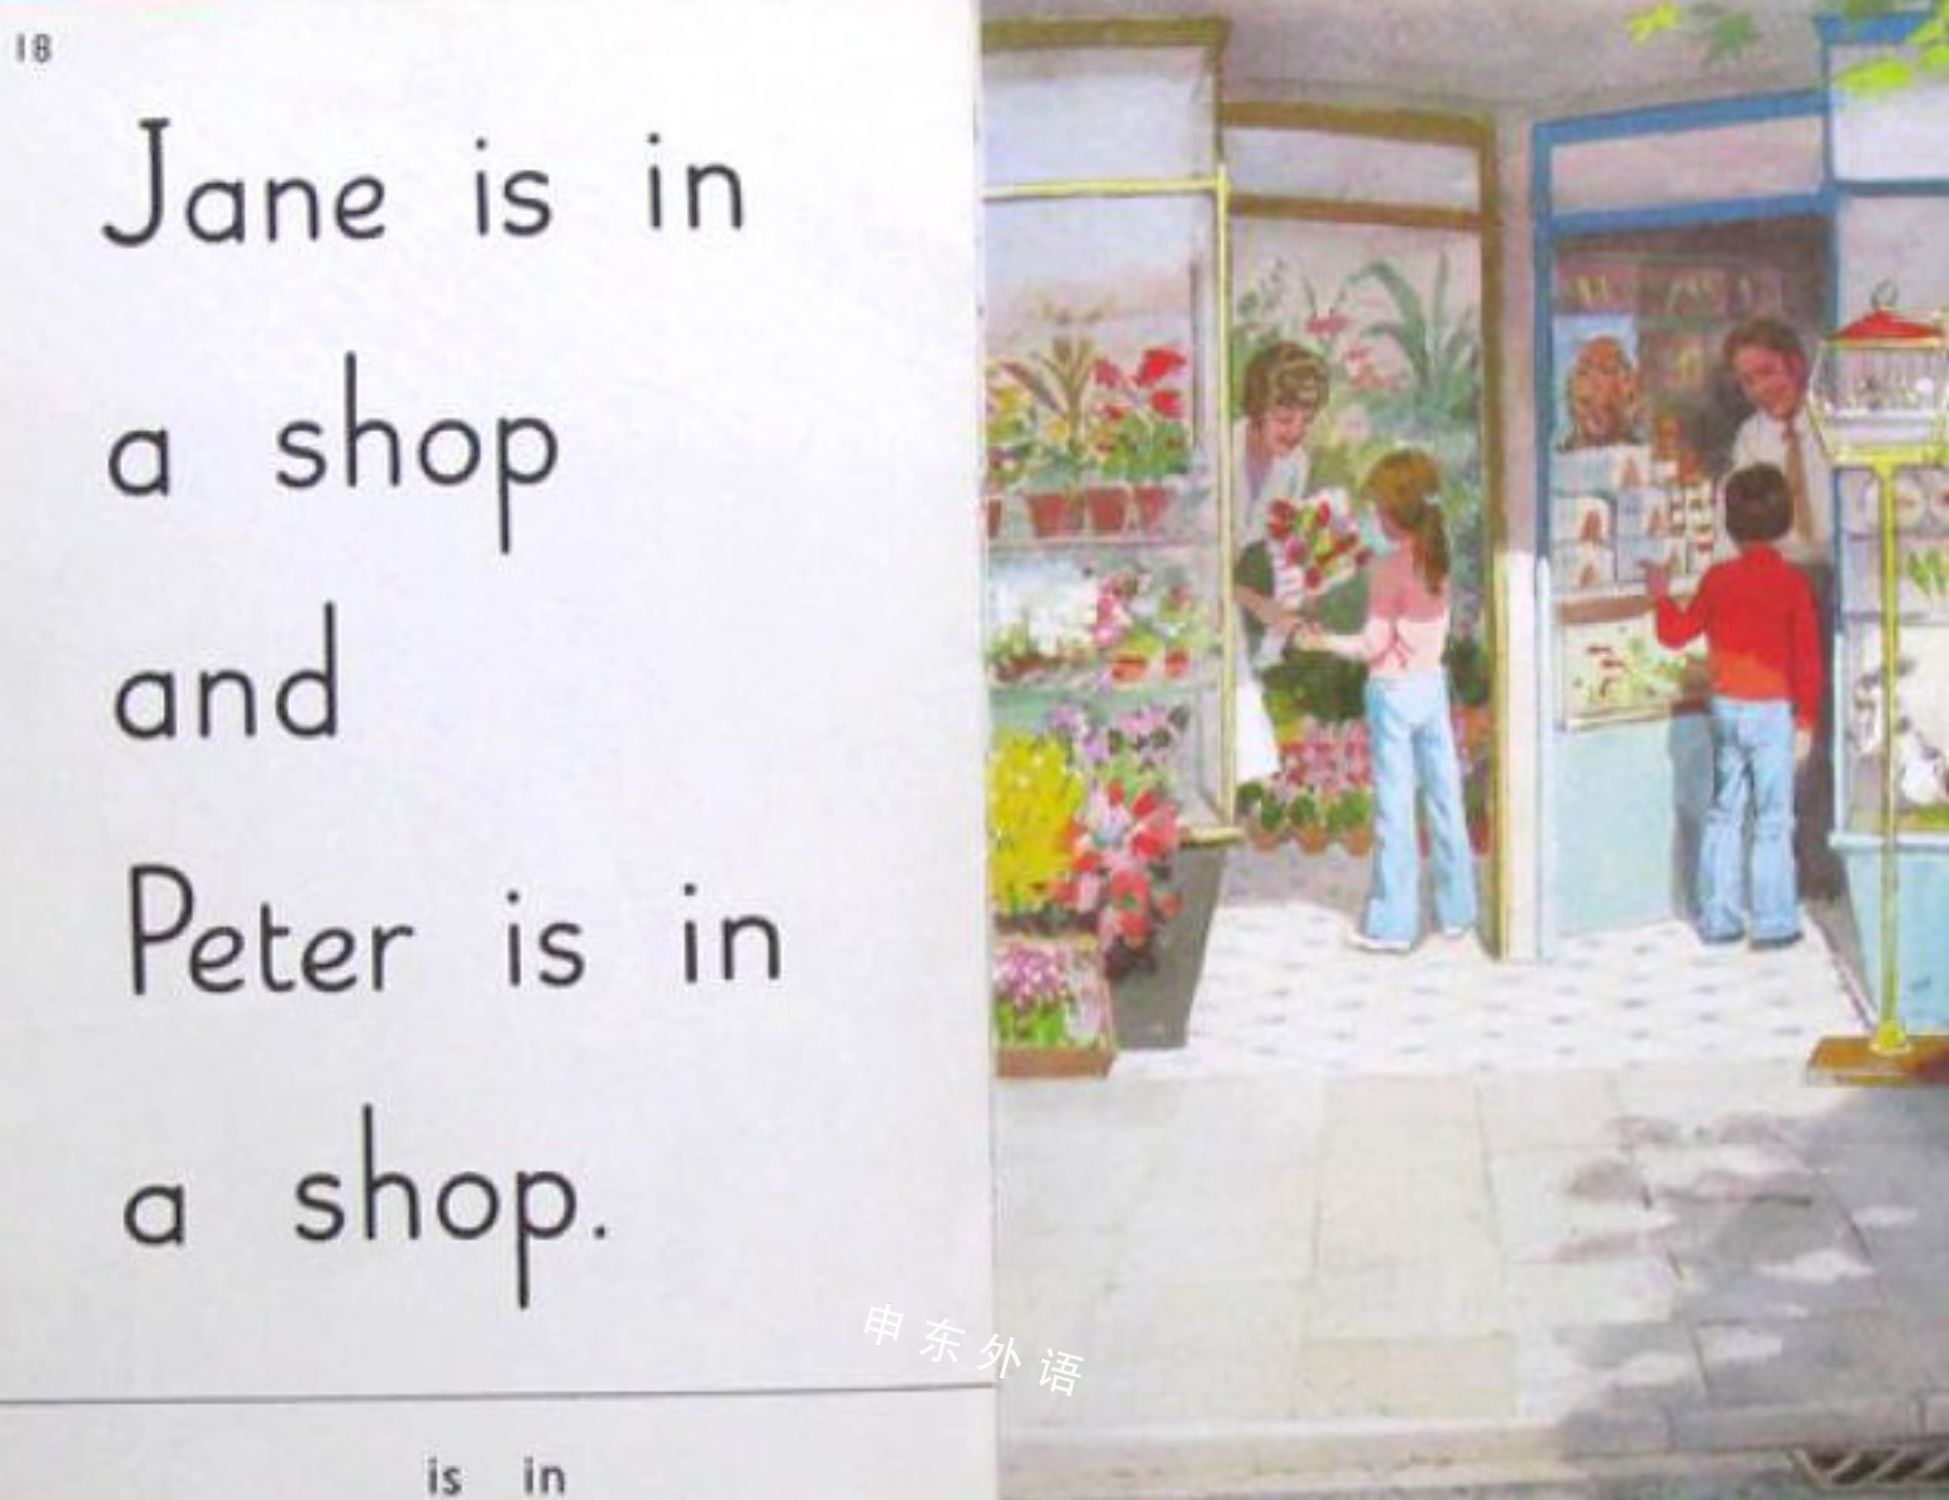 18
Jane is in
a shop
and
Peter is in
a shop.
申东外语
is in